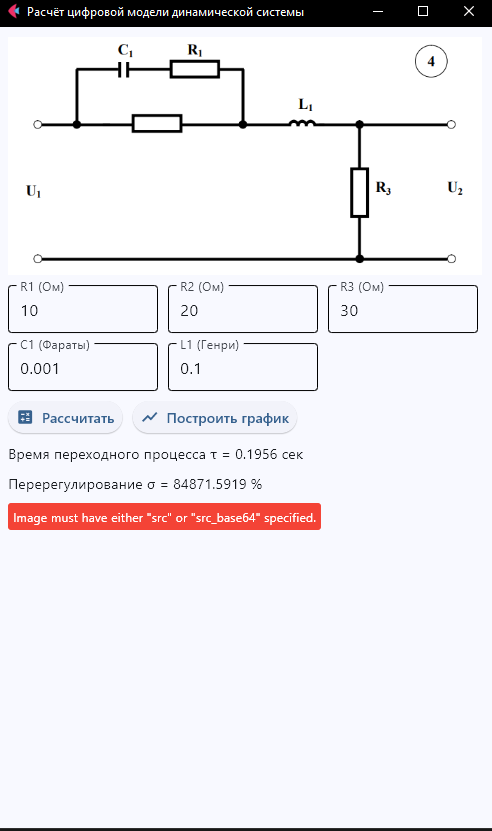 Расчёт цифровой модели динамической системы
C₁ R₁
4
L₁
U₁ R₃ U₂
R1 (Ом) R2 (Ом) R3 (Ом)
10 20 30
C1 (Фараты) L1 (Генри)
0.001 0.1
Рассчитать Построить график
Время переходного процесса τ = 0.1956 сек
Перерегулирование σ = 84871.5919 %
Image must have either "src" or "src_base64" specified.